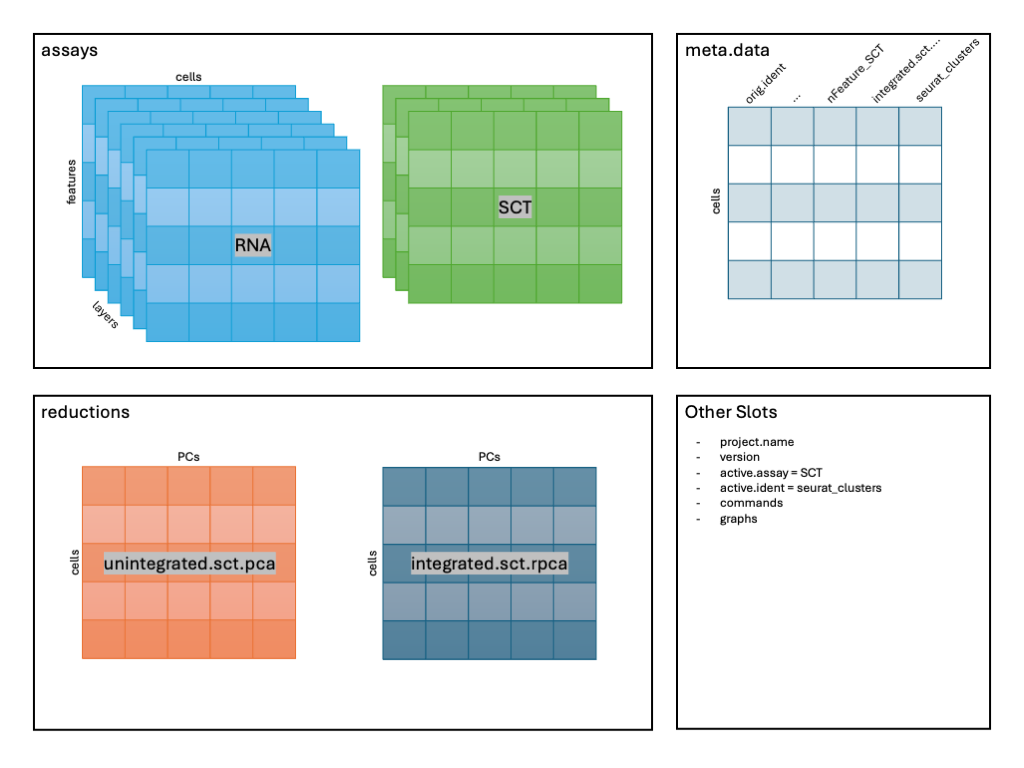 assays
cells
features
layers
RNA
SCT
meta.data
orig.ident
...
nFeature_SCT
integrated.sct....
seurat_clusters
cells
reductions
PCs
cells
unintegrated.sct.pca
PCs
cells
integrated.sct.rpca
Other Slots
- project.name
- version
- active.assay = SCT
- active.ident = seurat_clusters
- commands
- graphs